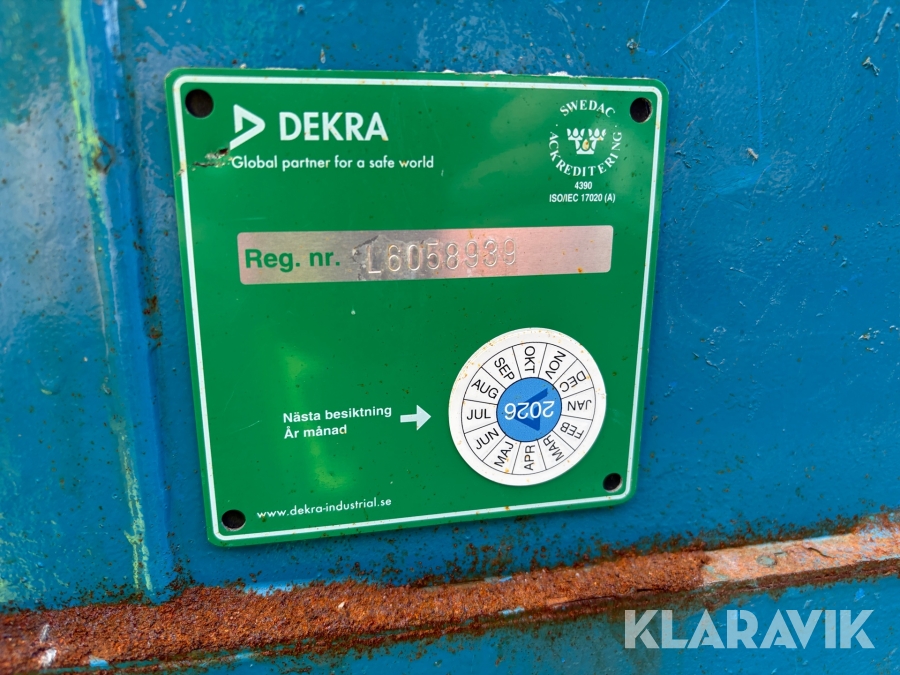 DEKRA
Global partner for a safe world
SWEDAC
ACKREDITERING
4390
ISO/IEC 17020 (A)
Reg. nr. L6058939
Nästa besiktning
År månad
JAN
FEB
MAR
APR
MAJ
JUN
JUL
AUG
SEP
OKT
NOV
DEC
2026
www.dekra-industrial.se
KLARAVIK